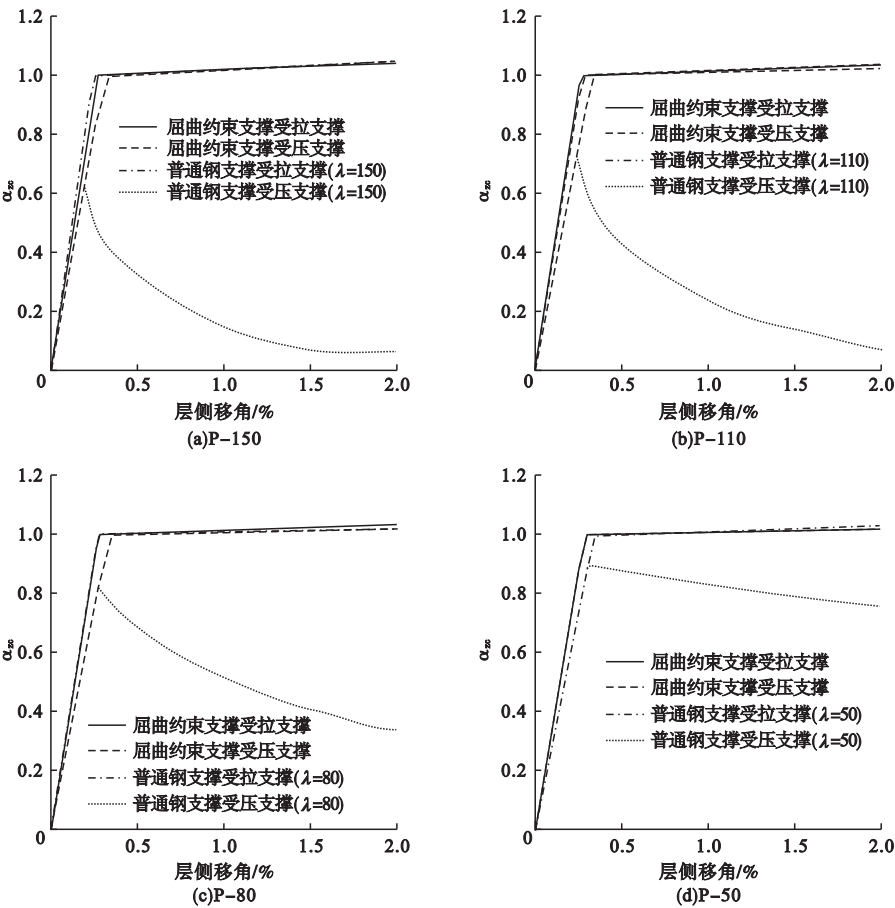 1.2
1.0
0.8
0.6
0.4
0.2
0
αzc
屈曲约束支撑受拉支撑
屈曲约束支撑受压支撑
普通钢支撑受拉支撑(λ=150)
普通钢支撑受压支撑(λ=150)
0.5 1.0 1.5 2.0
层侧移角/%
(a)P-150
1.2
1.0
0.8
0.6
0.4
0.2
0
αzc
屈曲约束支撑受拉支撑
屈曲约束支撑受压支撑
普通钢支撑受拉支撑(λ=110)
普通钢支撑受压支撑(λ=110)
0.5 1.0 1.5 2.0
层侧移角/%
(b)P-110
1.2
1.0
0.8
0.6
0.4
0.2
0
αzc
屈曲约束支撑受拉支撑
屈曲约束支撑受压支撑
普通钢支撑受拉支撑(λ=80)
普通钢支撑受压支撑(λ=80)
0.5 1.0 1.5 2.0
层侧移角/%
(c)P-80
1.2
1.0
0.8
0.6
0.4
0.2
0
αzc
屈曲约束支撑受拉支撑
屈曲约束支撑受压支撑
普通钢支撑受拉支撑(λ=50)
普通钢支撑受压支撑(λ=50)
0.5 1.0 1.5 2.0
层侧移角/%
(d)P-50